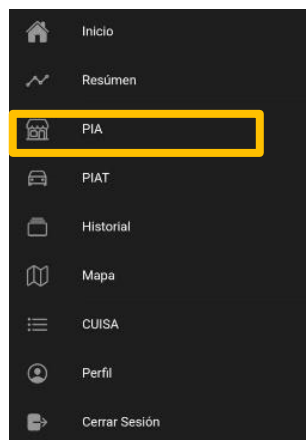 Inicio
Resúmen
PIA
PIAT
Historial
Mapa
CUISA
Perfil
Cerrar Sesión